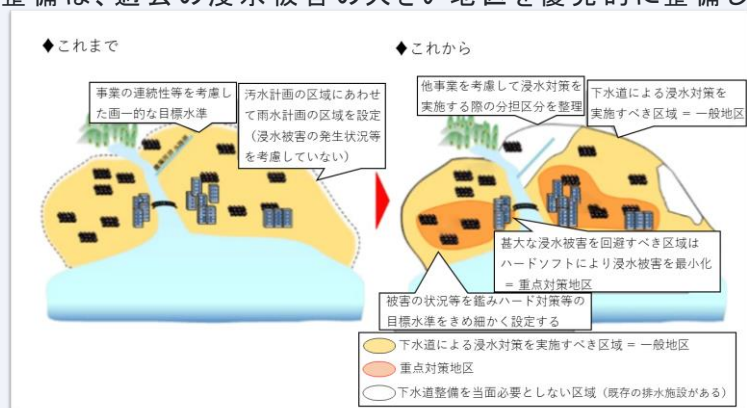 整備は、過去の浸水被害の大きい地区を優先的に整備し
◆これまで
事業の連続性等を考慮し
た画一的な目標水準
汚水計画の区域にあわせ
て雨水計画の区域を設定
（浸水被害の発生状況等
を考慮していない）
◆これから
他事業を考慮して浸水対策を
実施する際の分担区分を整理
下水道による浸水対策を
実施すべき区域 = 一般地区
甚大な浸水被害を回避すべき区域は
ハードソフトにより浸水被害を最小化
= 重点対策地区
被害の状況等を鑑みハード対策等の
目標水準をきめ細かく設定する
下水道による浸水対策を実施すべき区域 = 一般地区
重点対策地区
下水道整備を当面必要としない区域（既存の排水施設がある）